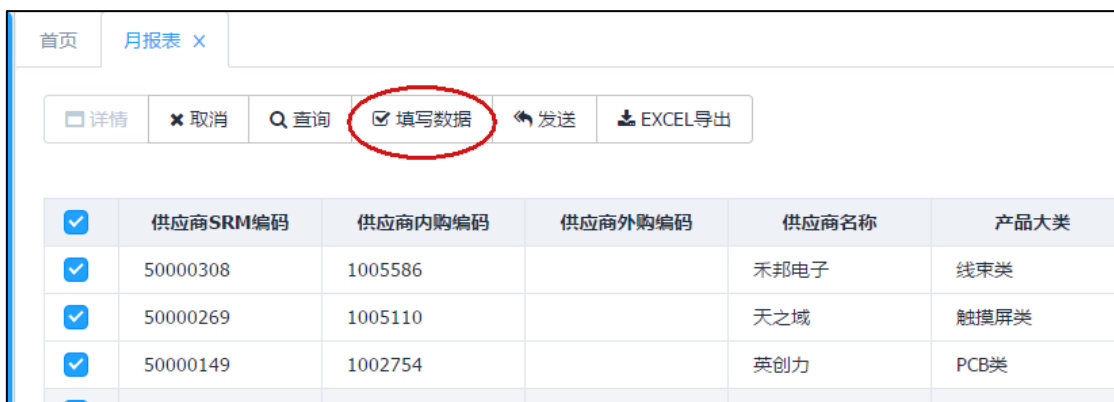 首页 月报表 ×
详情 取消 查询 填写数据 发送 EXCEL导出
供应商SRM编码 供应商内购编码 供应商外购编码 供应商名称 产品大类
50000308 1005586 禾邦电子 线束类
50000269 1005110 天之域 触摸屏类
50000149 1002754 英创力 PCB类